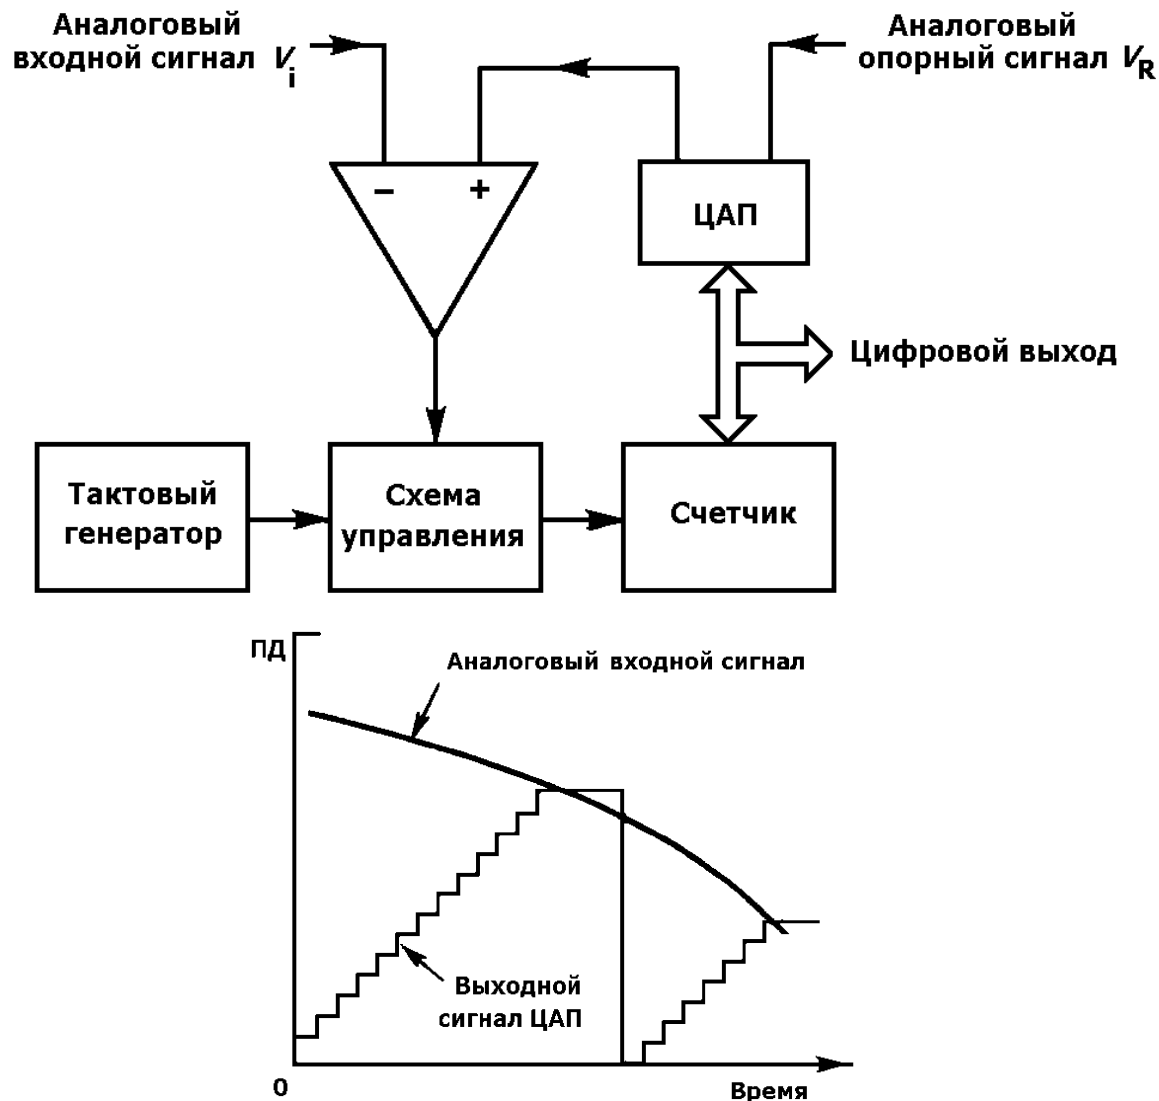 Аналоговый
входной сигнал Vi
Аналоговый
опорный сигнал VR
− +
ЦАП
Цифровой выход
Тактовый
генератор
Схема
управления
Счетчик
ПД
Аналоговый входной сигнал
Выходной
сигнал ЦАП
0
Время